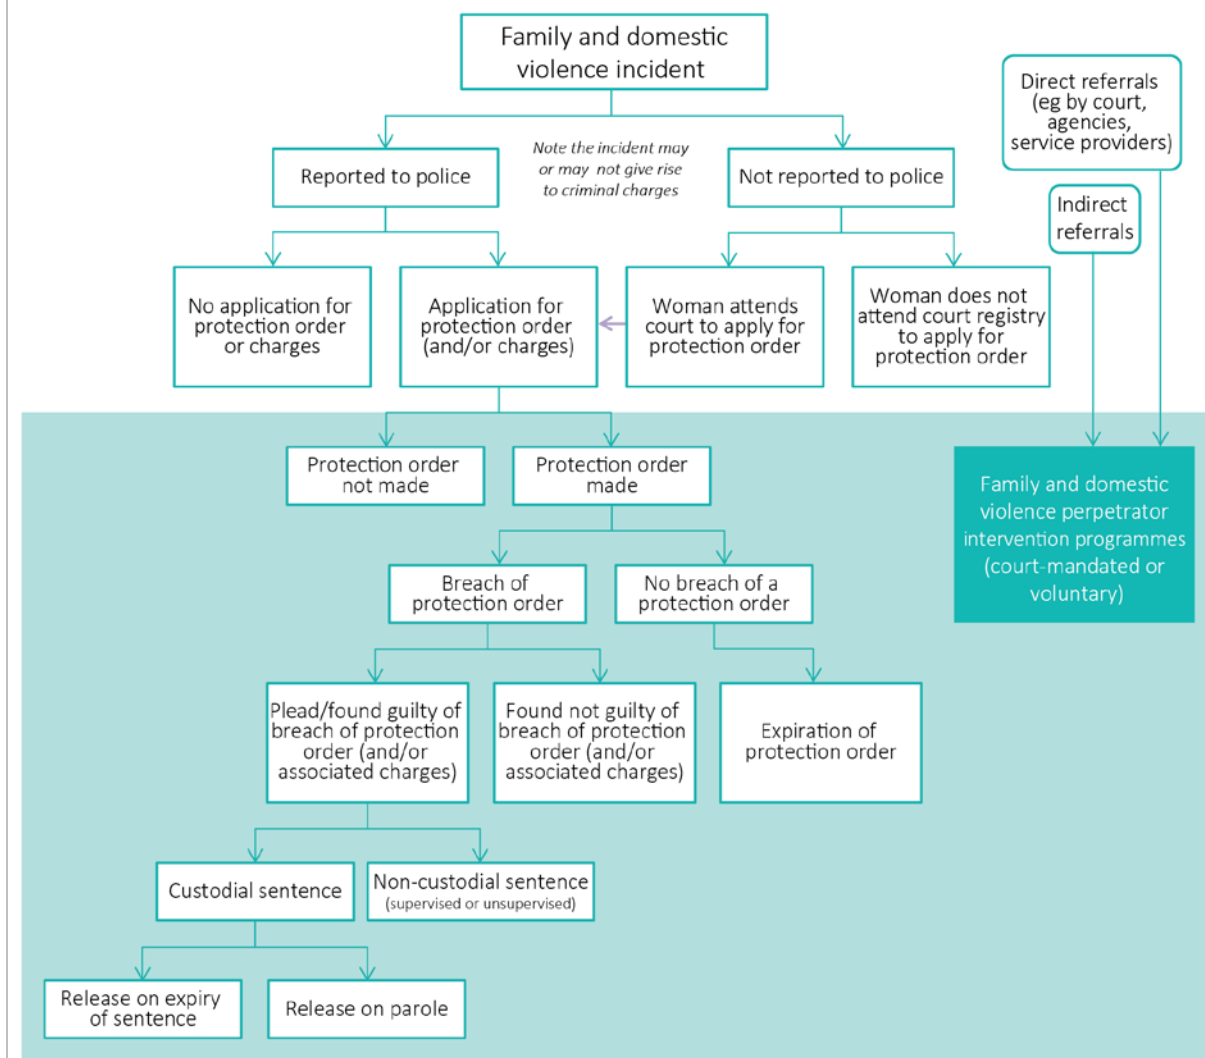 Family and domestic
violence incident
Direct referrals
(eg by court,
agencies,
service providers)
Note the incident may
or may not give rise
to criminal charges
Reported to police
Not reported to police
Indirect
referrals
No application for
protection order
or charges
Application for
protection order
(and/or charges)
Woman attends
court to apply for
protection order
Woman does not
attend court registry
to apply for
protection order
Protection order
not made
Protection order
made
Family and domestic
violence perpetrator
intervention programmes
(court-mandated or
voluntary)
Breach of
protection order
No breach of a
protection order
Plead/found guilty of
breach of protection
order (and/or
associated charges)
Found not guilty of
breach of protection
order (and/or
associated charges)
Expiration of
protection order
Custodial sentence
Non-custodial sentence
(supervised or unsupervised)
Release on expiry
of sentence
Release on parole